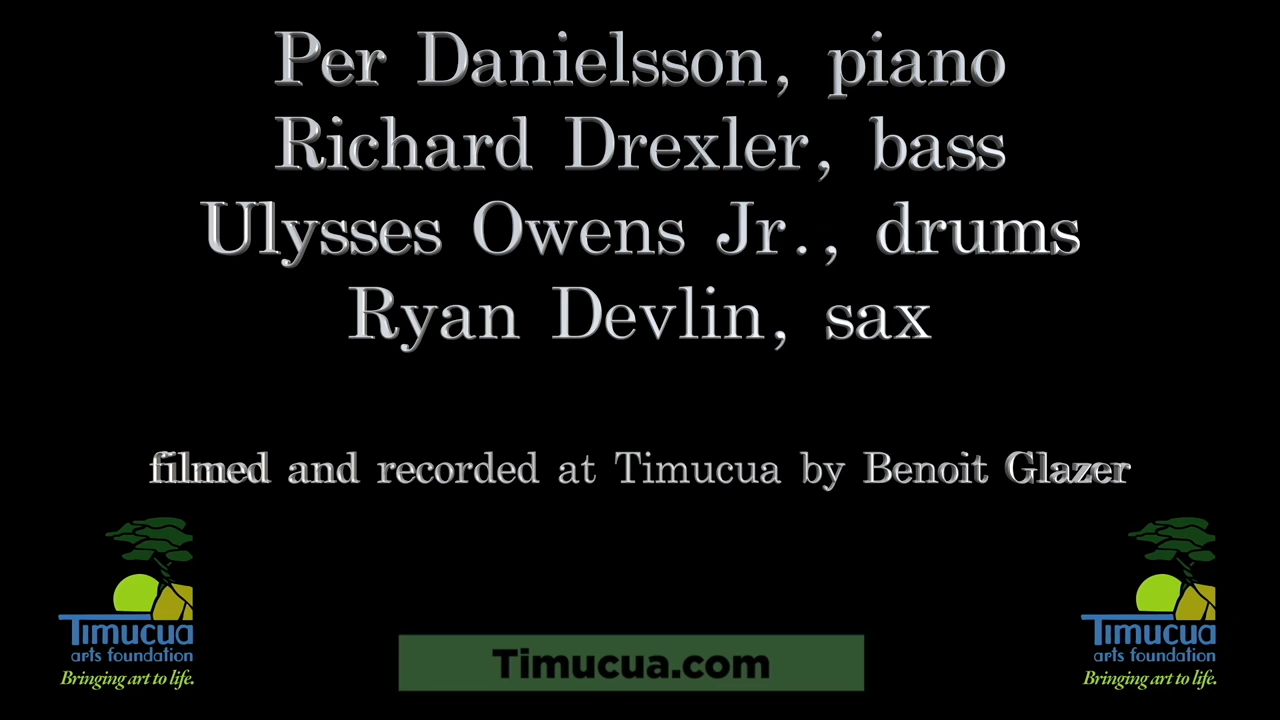 Per Danielsson, piano
Richard Drexler, bass
Ulysses Owens Jr., drums
Ryan Devlin, sax
filmed and recorded at Timucua by Benoit Glazer
Timucua
arts foundation
Bringing art to life.
Timucua.com
Timucua
arts foundation
Bringing art to life.